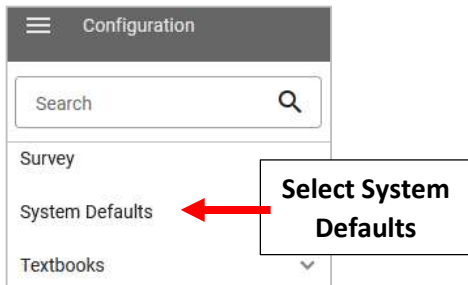 Configuration
Search
Survey
System Defaults
Select System
Defaults
Textbooks